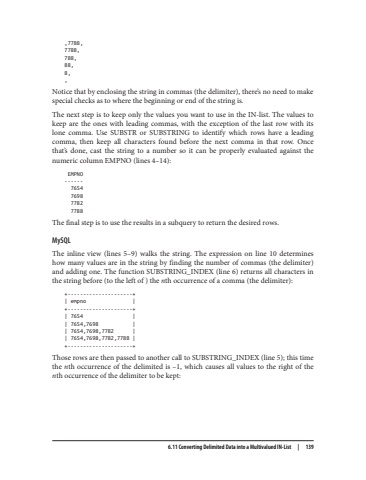 ,7788,
7788,
788,
88,
8,
,
Notice that by enclosing the string in commas (the delimiter), there's no need to make
special checks as to where the beginning or end of the string is.
The next step is to keep only the values you want to use in the IN-list. The values to
keep are the ones with leading commas, with the exception of the last row with its
lone comma. Use SUBSTR or SUBSTRING to identify which rows have a leading
comma, then keep all characters found before the next comma in that row. Once
that's done, cast the string to a number so it can be properly evaluated against the
numeric column EMPNO (lines 4–14):
EMPNO
------
7654
7698
7782
7788
The final step is to use the results in a subquery to return the desired rows.
MySQL
The inline view (lines 5–9) walks the string. The expression on line 10 determines
how many values are in the string by finding the number of commas (the delimiter)
and adding one. The function SUBSTRING_INDEX (line 6) returns all characters in
the string before (to the left of ) the nth occurrence of a comma (the delimiter):
+---------------------+
| empno |
+---------------------+
| 7654 |
| 7654,7698 |
| 7654,7698,7782 |
| 7654,7698,7782,7788 |
+---------------------+
Those rows are then passed to another call to SUBSTRING_INDEX (line 5); this time
the nth occurrence of the delimited is –1, which causes all values to the right of the
nth occurrence of the delimiter to be kept:
6.11 Converting Delimited Data into a Multivalued IN-List | 139